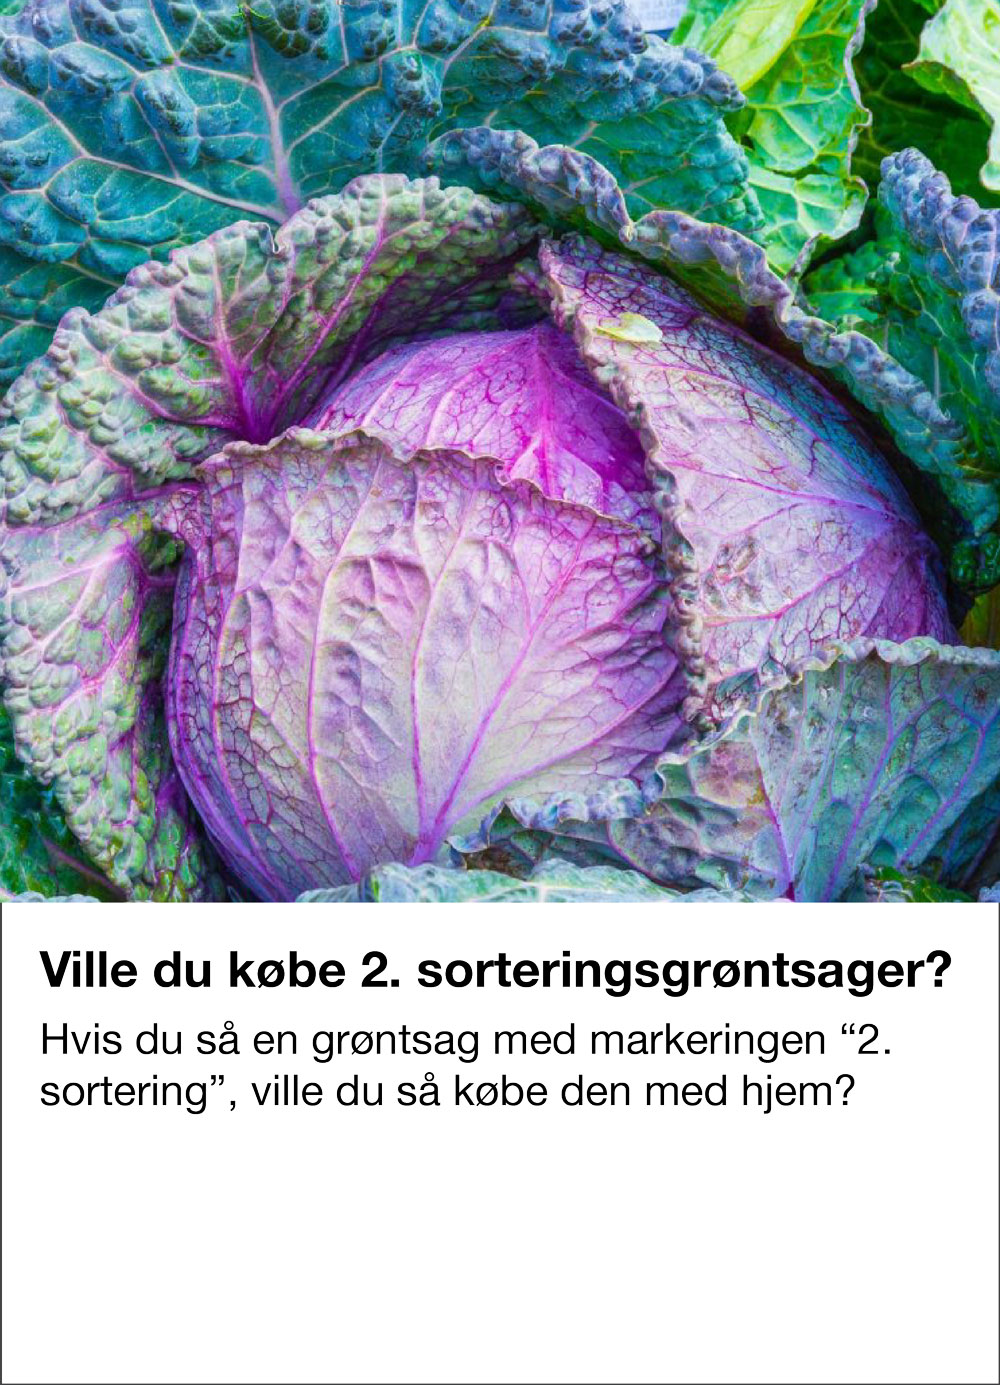 Ville du købe 2. sorteringsgrøntsager?
Hvis du så en grøntsag med markeringen “2.
sortering”, ville du så købe den med hjem?